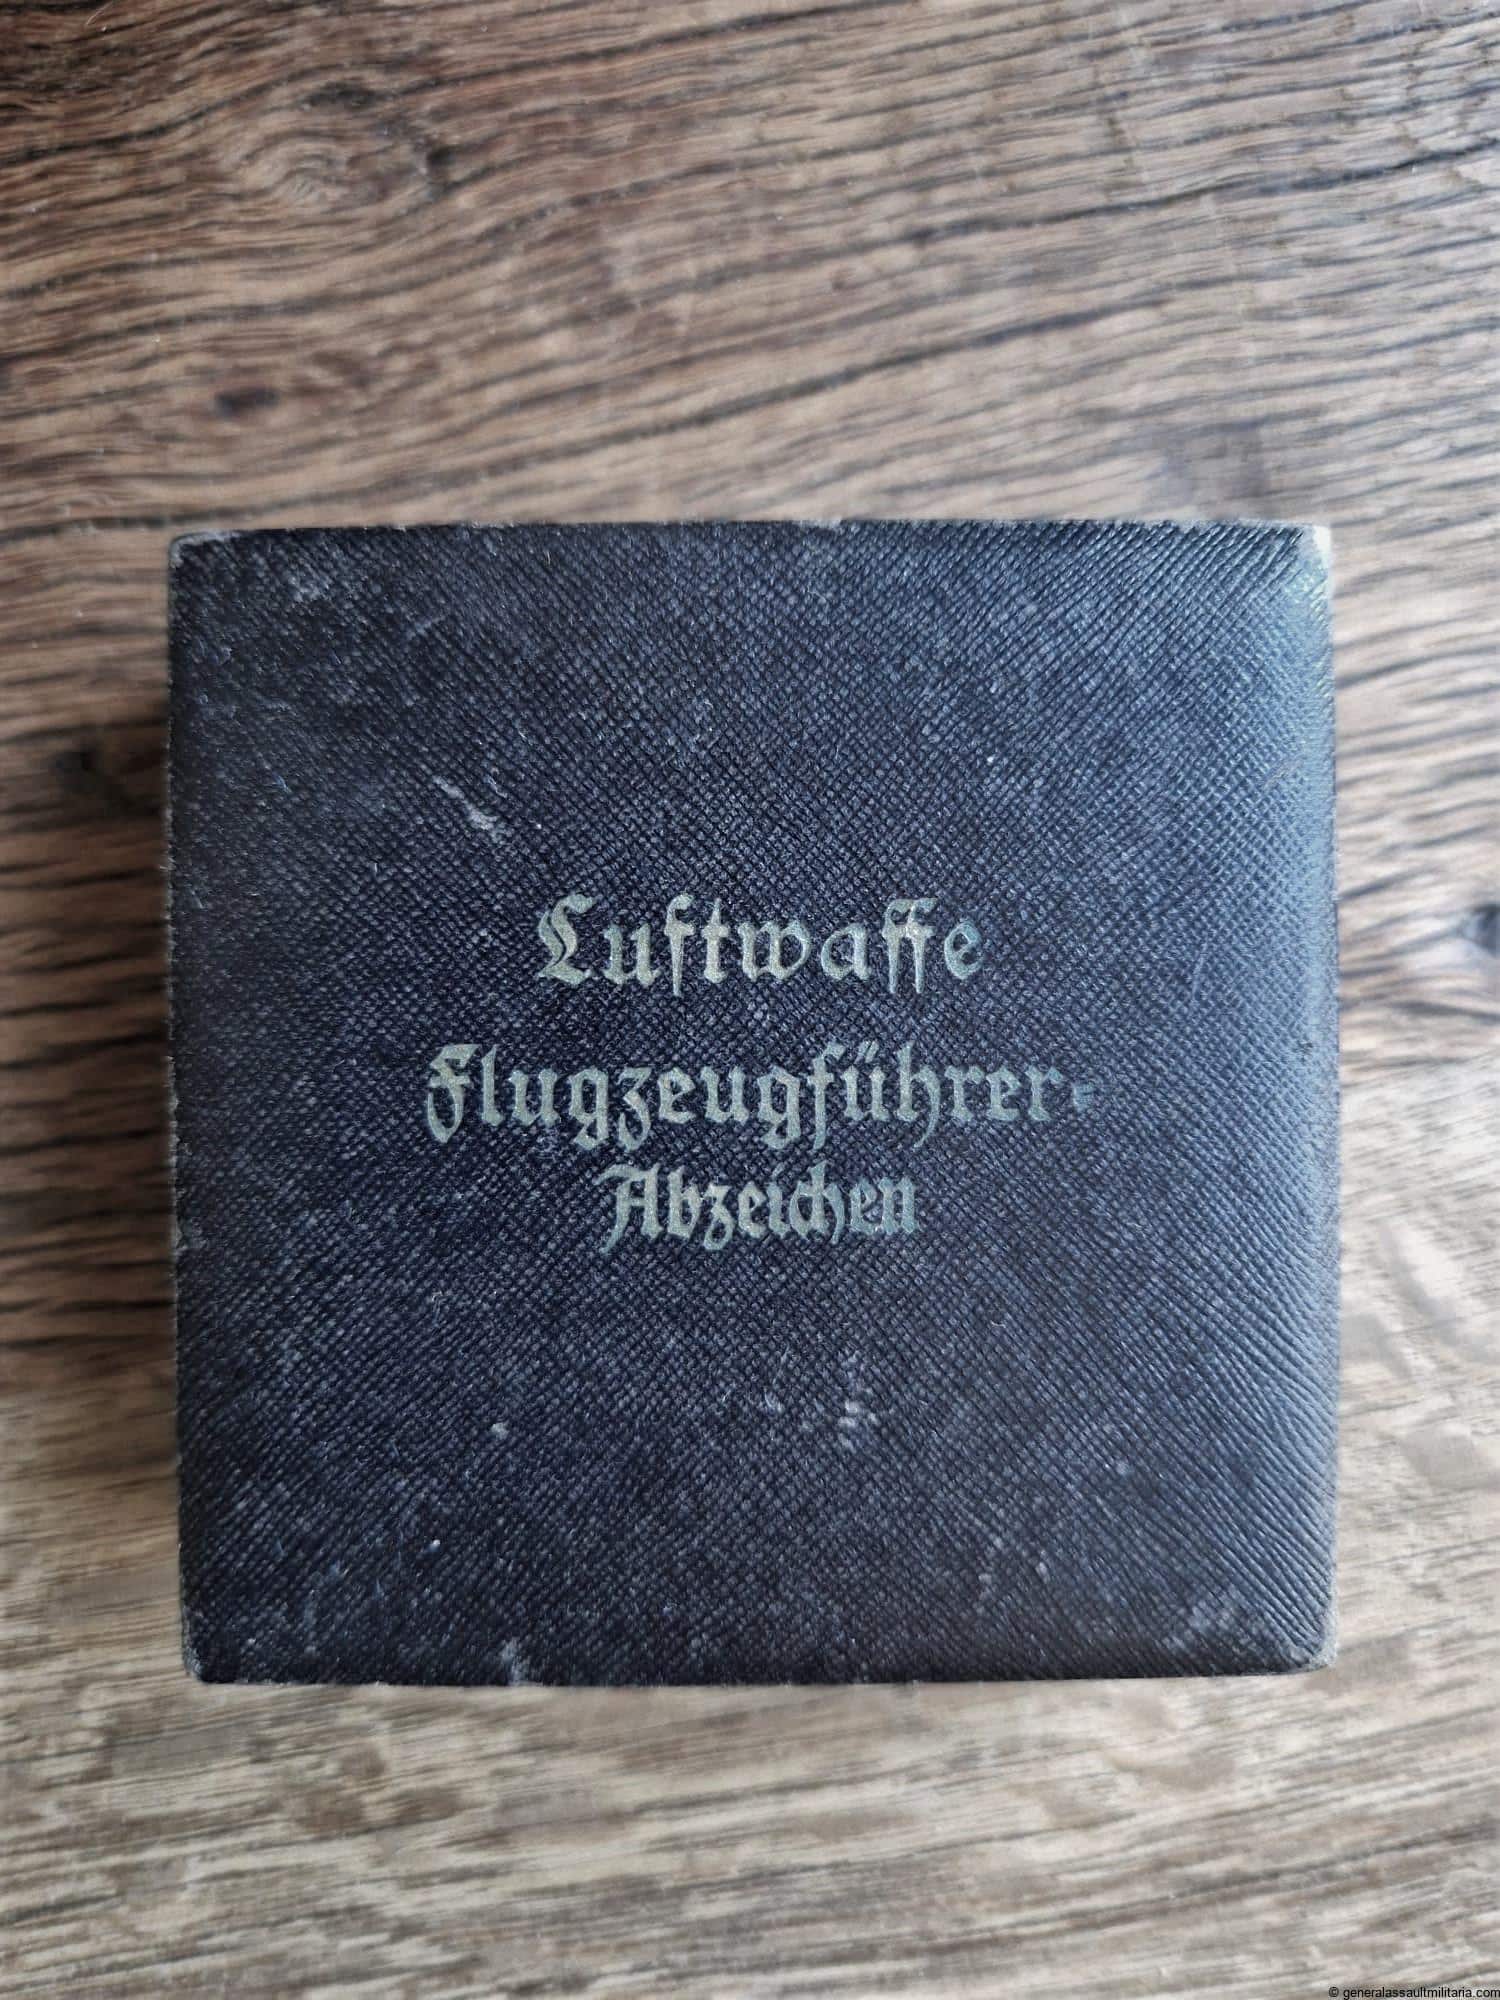 Luftwaffe
Flugzeugführer-
Abzeichen
© generalassaultmilitaria.com